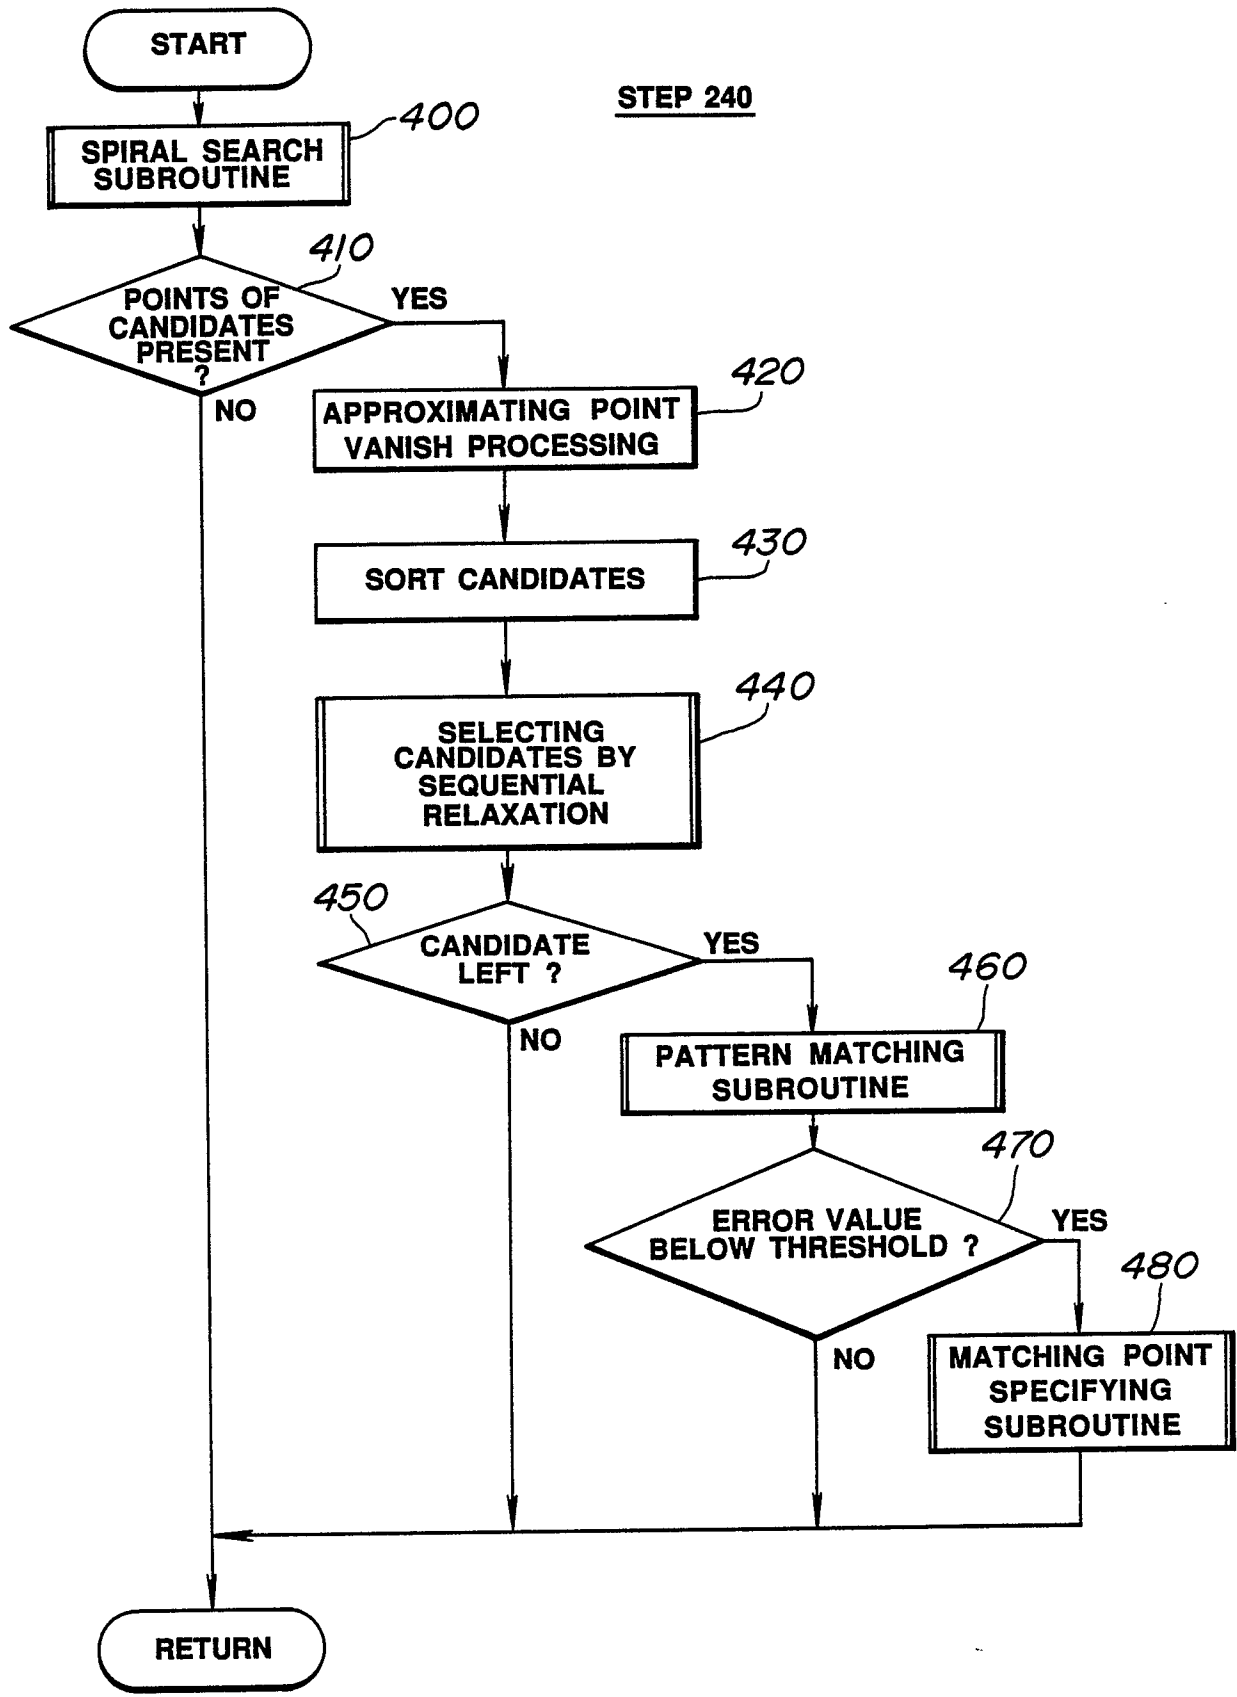 START
STEP 240
400
SPIRAL SEARCH
SUBROUTINE
410
POINTS OF
CANDIDATES
PRESENT
?
YES
NO
420
APPROXIMATING POINT
VANISH PROCESSING
430
SORT CANDIDATES
440
SELECTING
CANDIDATES BY
SEQUENTIAL
RELAXATION
450
CANDIDATE
LEFT ?
YES
NO
460
PATTERN MATCHING
SUBROUTINE
470
ERROR VALUE
BELOW THRESHOLD ?
YES
NO
480
MATCHING POINT
SPECIFYING
SUBROUTINE
RETURN